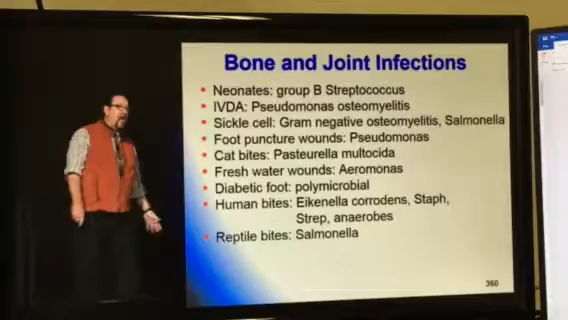 Bone and Joint Infections
• Neonates: group B Streptococcus
• IVDA: Pseudomonas osteomyelitis
• Sickle cell: Gram negative osteomyelitis, Salmonella
• Foot puncture wounds: Pseudomonas
• Cat bites: Pasteurella multocida
• Fresh water wounds: Aeromonas
• Diabetic foot: polymicrobial
• Human bites: Eikenella corrodens, Staph,
Strep, anaerobes
• Reptile bites: Salmonella
360